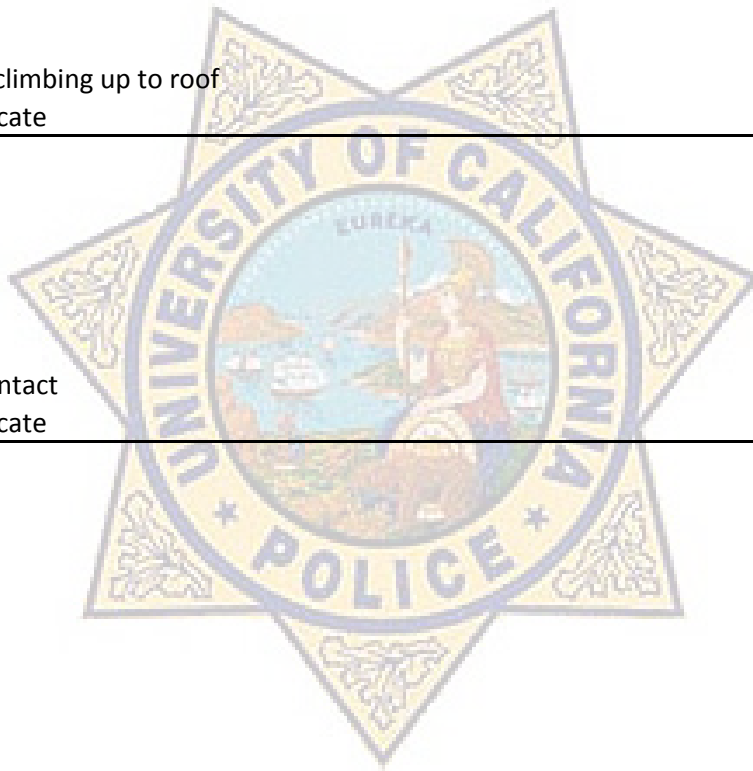 climbing up to roof
cate
ntact
cate
UNIVERSITY OF CALIFORNIA
EUREKA
POLICE